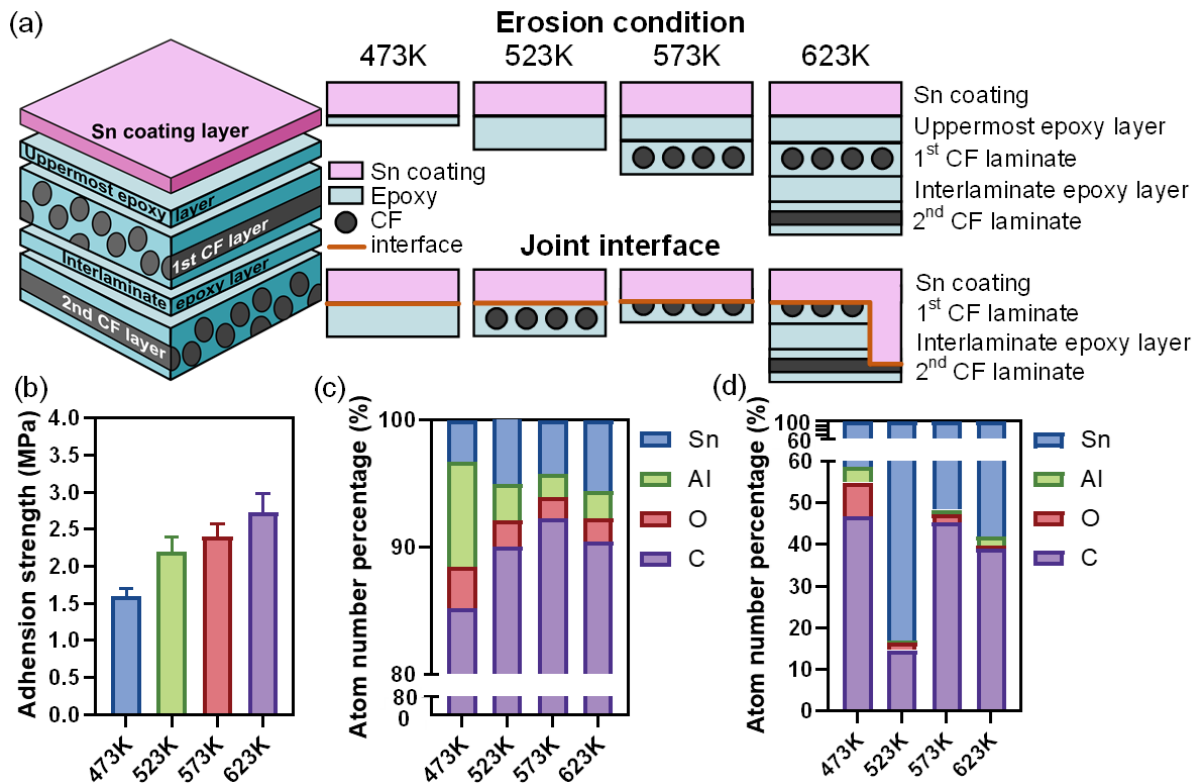 (a)
Erosion condition
473K 523K 573K 623K
Sn coating layer
Uppermost epoxy layer
1st CF layer
Interlaminate epoxy layer
2nd CF layer
Sn coating
Epoxy
CF
interface
Sn coating
Uppermost epoxy layer
1st CF laminate
Interlaminate epoxy layer
2nd CF laminate
Joint interface
Sn coating
1st CF laminate
Interlaminate epoxy layer
2nd CF laminate
(b)
Adhension strength (MPa)
4.0
3.5
3.0
2.5
2.0
1.5
1.0
0.5
0.0
473K 523K 573K 623K
(c)
Atom number percentage (%)
100
90
80
80
0
473K 523K 573K 623K
Sn
Al
O
C
(d)
Atom number percentage (%)
100
60
60
50
40
30
20
10
0
473K 523K 573K 623K
Sn
Al
O
C